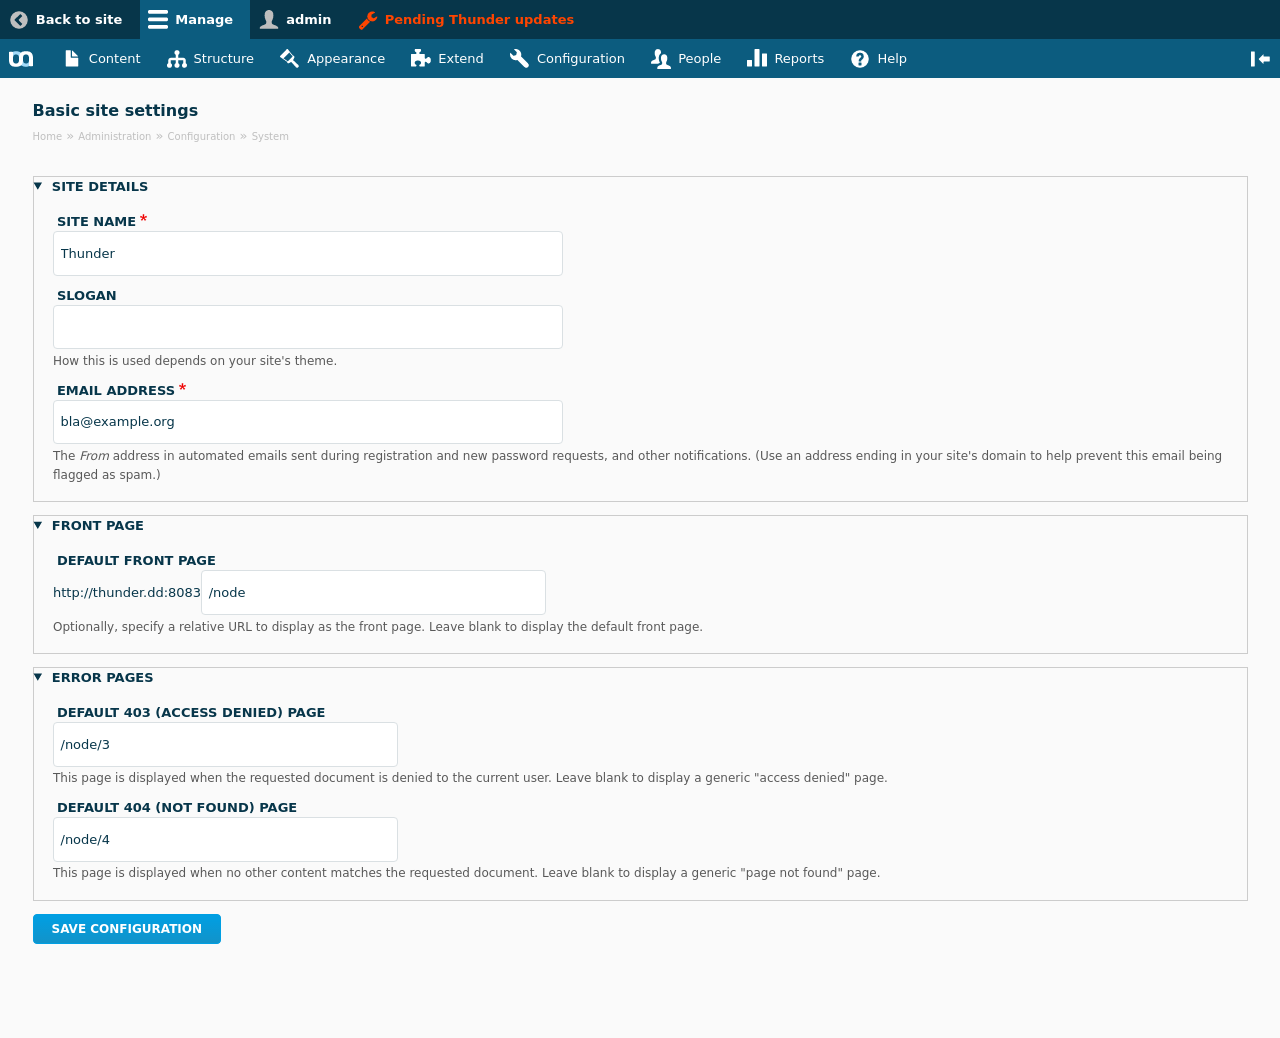 Back to site Manage admin Pending Thunder updates
Content Structure Appearance Extend Configuration People Reports Help
Basic site settings
Home » Administration » Configuration » System
SITE DETAILS
SITE NAME *
Thunder
SLOGAN
How this is used depends on your site's theme.
EMAIL ADDRESS *
bla@example.org
The From address in automated emails sent during registration and new password requests, and other notifications. (Use an address ending in your site's domain to help prevent this email being
flagged as spam.)
FRONT PAGE
DEFAULT FRONT PAGE
http://thunder.dd:8083 /node
Optionally, specify a relative URL to display as the front page. Leave blank to display the default front page.
ERROR PAGES
DEFAULT 403 (ACCESS DENIED) PAGE
/node/3
This page is displayed when the requested document is denied to the current user. Leave blank to display a generic "access denied" page.
DEFAULT 404 (NOT FOUND) PAGE
/node/4
This page is displayed when no other content matches the requested document. Leave blank to display a generic "page not found" page.
SAVE CONFIGURATION